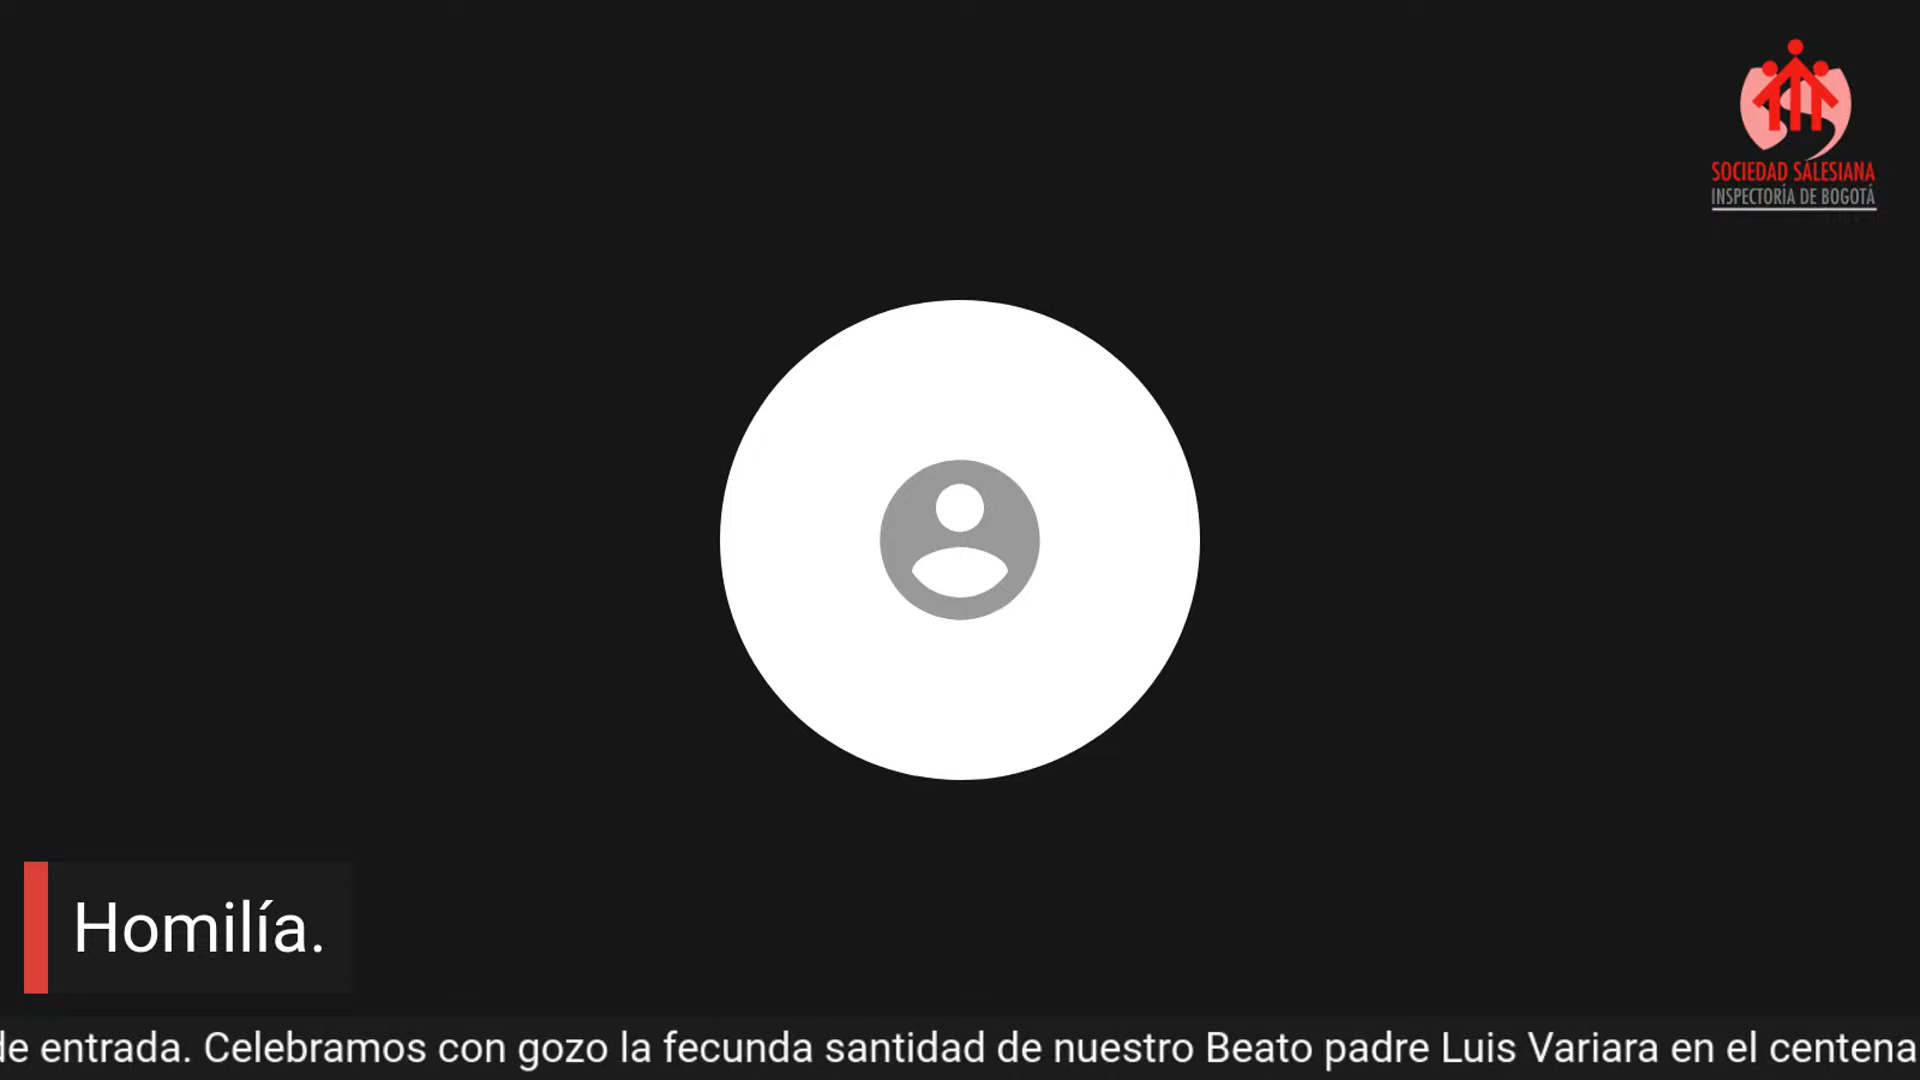 SOCIEDAD SALESIANA
INSPECTORÍA DE BOGOTÁ
Homilía.
de entrada. Celebramos con gozo la fecunda santidad de nuestro Beato padre Luis Variara en el centena